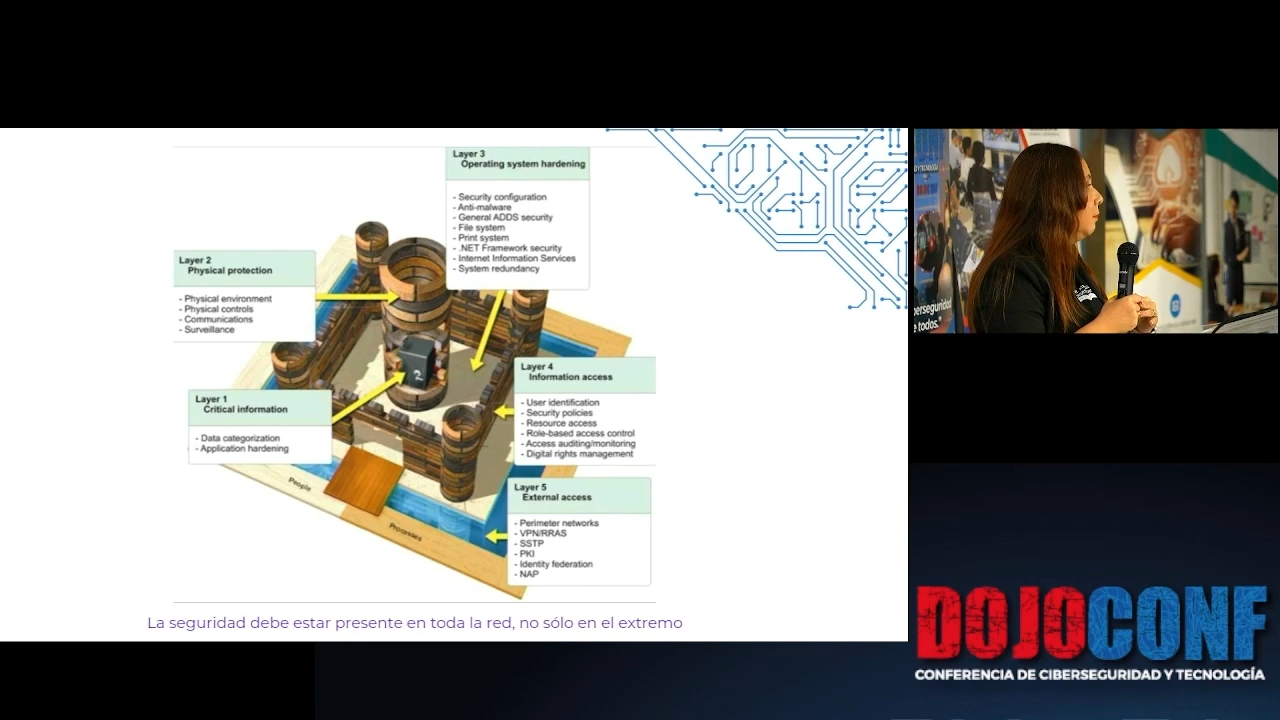 Layer 3
Operating system hardening
- Security configuration
- Anti-malware
- General ADDS security
- File system
- Print system
- .NET Framework security
- Internet Information Services
- System redundancy
Layer 2
Physical protection
- Physical environment
- Physical controls
- Communications
- Surveillance
Layer 4
Information access
- User identification
- Security policies
- Resource access
- Role-based access control
- Access auditing/monitoring
- Digital rights management
Layer 1
Critical information
- Data categorization
- Application hardening
Layer 5
External access
- Perimeter networks
- VPN/RRAS
- SSTP
- PKI
- Identity federation
- NAP
People
Processes
La seguridad debe estar presente en toda la red, no sólo en el extremo
todos."
DOJOCONF
CONFERENCIA DE CIBERSEGURIDAD Y TECNOLOGÍA